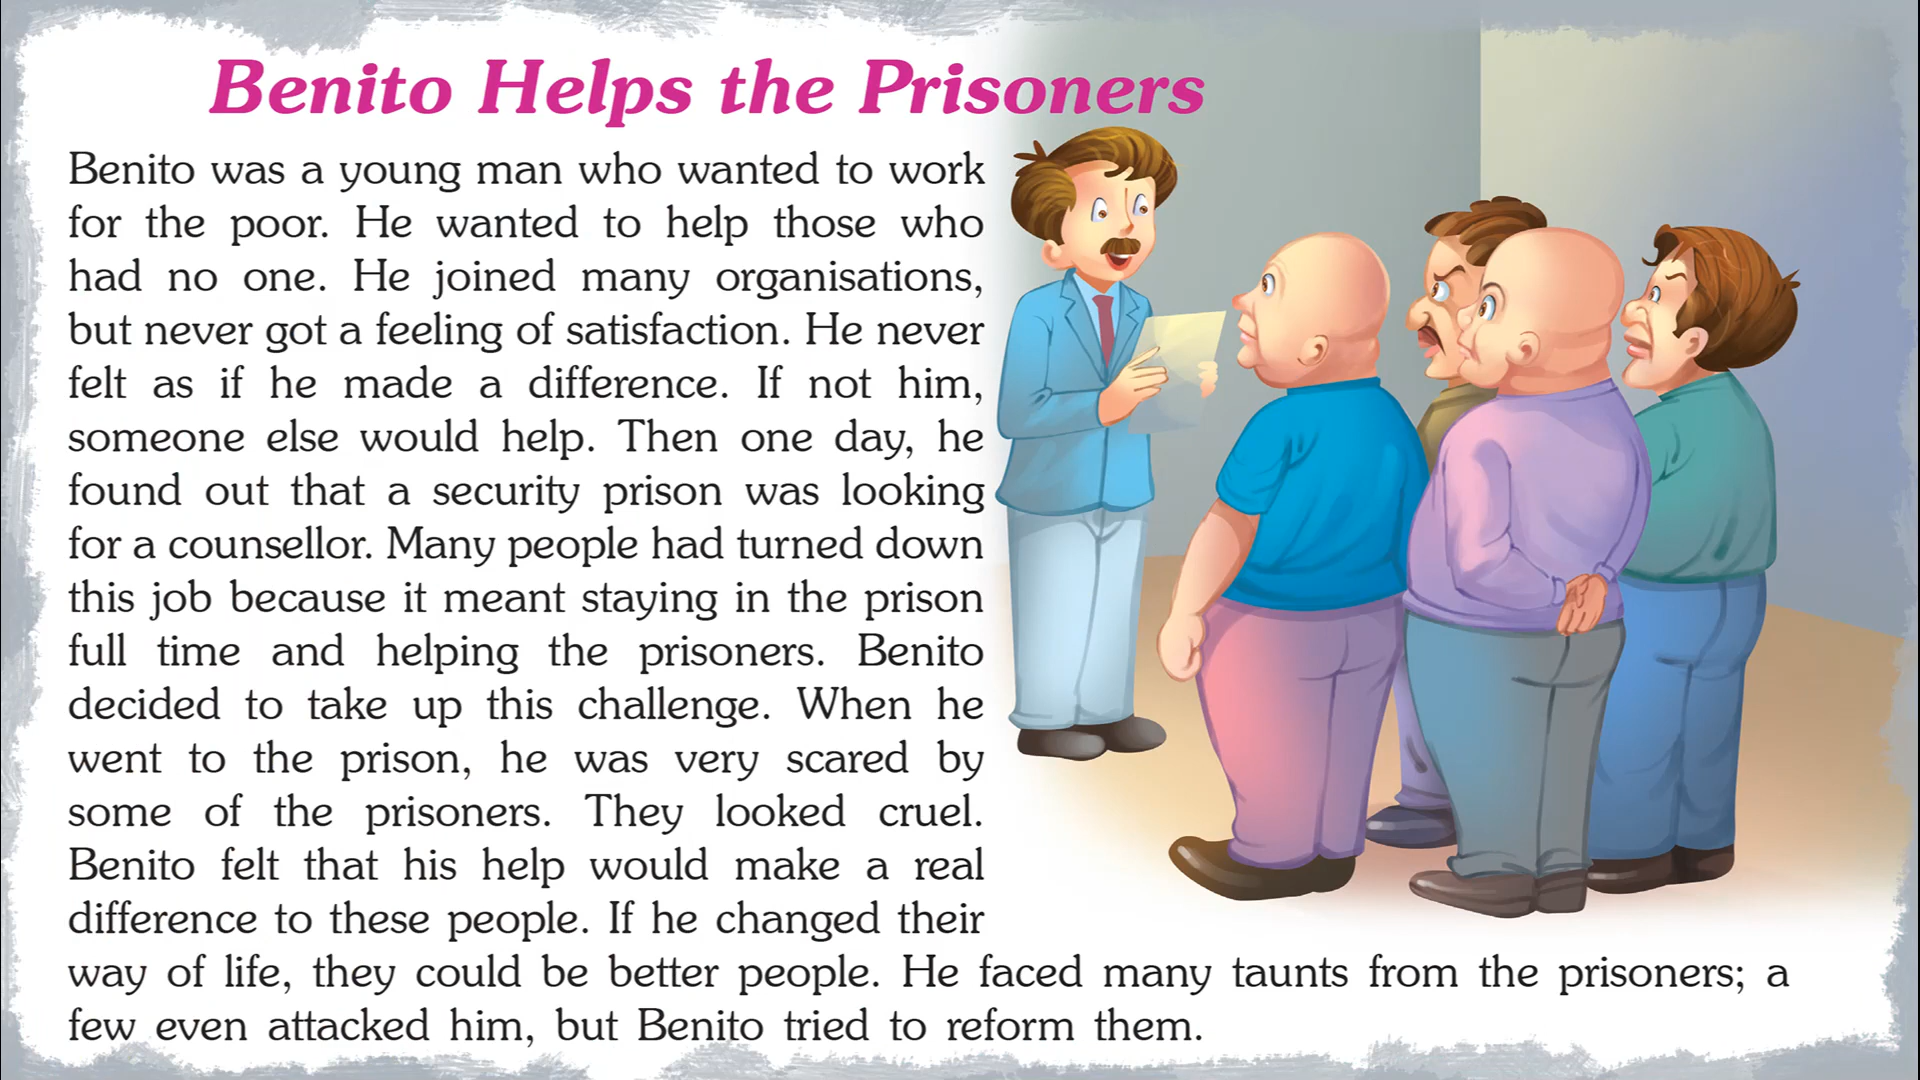 Benito Helps the Prisoners
Benito was a young man who wanted to work
for the poor. He wanted to help those who
had no one. He joined many organisations,
but never got a feeling of satisfaction. He never
felt as if he made a difference. If not him,
someone else would help. Then one day, he
found out that a security prison was looking
for a counsellor. Many people had turned down
this job because it meant staying in the prison
full time and helping the prisoners. Benito
decided to take up this challenge. When he
went to the prison, he was very scared by
some of the prisoners. They looked cruel.
Benito felt that his help would make a real
difference to these people. If he changed their
way of life, they could be better people. He faced many taunts from the prisoners; a
few even attacked him, but Benito tried to reform them.